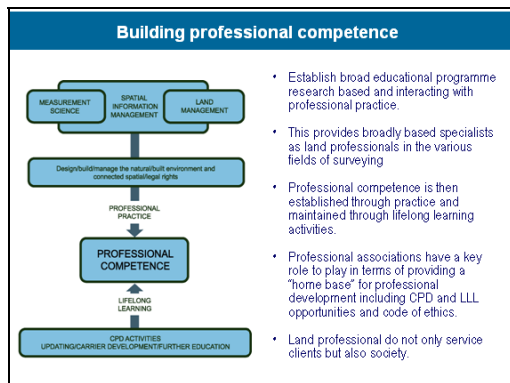 Building professional competence
MEASUREMENT
SCIENCE
SPATIAL
INFORMATION
MANAGEMENT
LAND
MANAGEMENT
Design/build/manage the natural/built environment and
connected spatial/legal rights
PROFESSIONAL
PRACTICE
PROFESSIONAL
COMPETENCE
LIFELONG
LEARNING
CPD ACTIVITIES
UPDATING/CARRIER DEVELOPMENT/FURTHER EDUCATION
• Establish broad educational programme
research based and interacting with
professional practice.
• This provides broadly based specialists
as land professionals in the various
fields of surveying
• Professional competence is then
established through practice and
maintained through lifelong learning
activities.
• Professional associations have a key
role to play in terms of providing a
"home base" for professional
development including CPD and LLL
opportunities and code of ethics.
• Land professional do not only service
clients but also society.